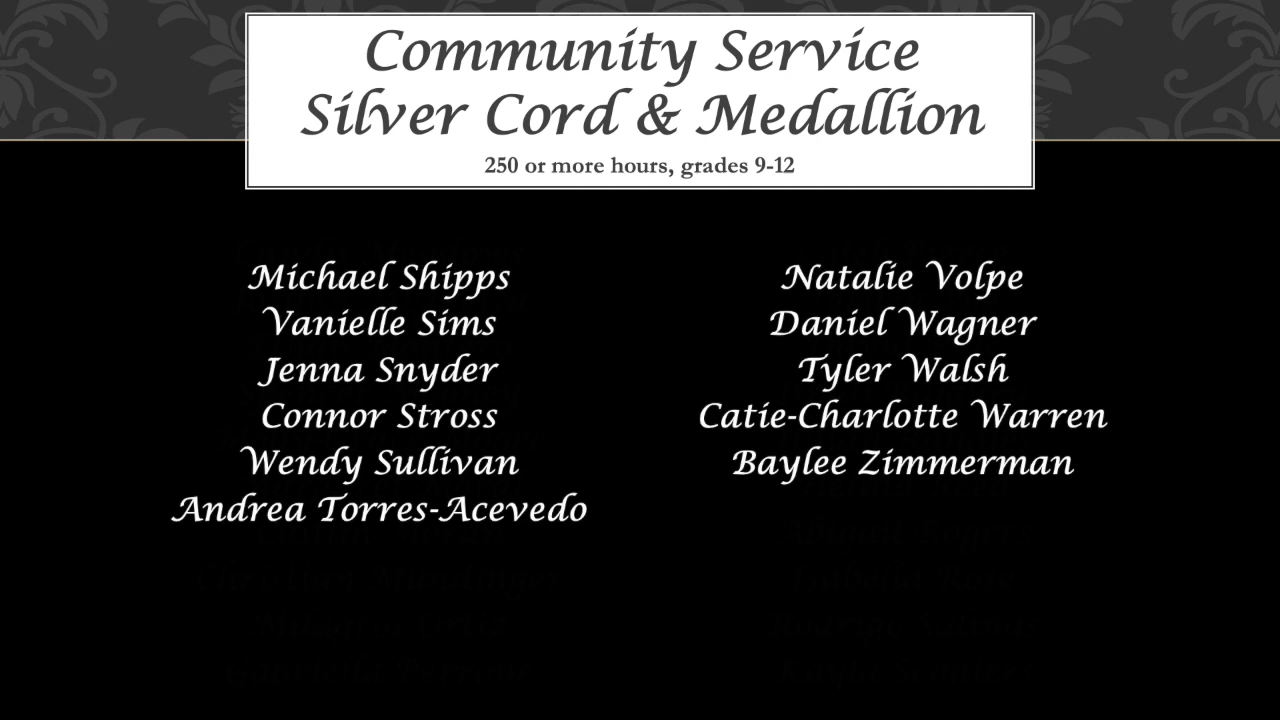 Community Service
Silver Cord & Medallion
250 or more hours, grades 9-12
Michael Shipps
Vanielle Sims
Jenna Snyder
Connor Stross
Wendy Sullivan
Andrea Torres-Acevedo
Natalie Volpe
Daniel Wagner
Tyler Walsh
Catie-Charlotte Warren
Baylee Zimmerman